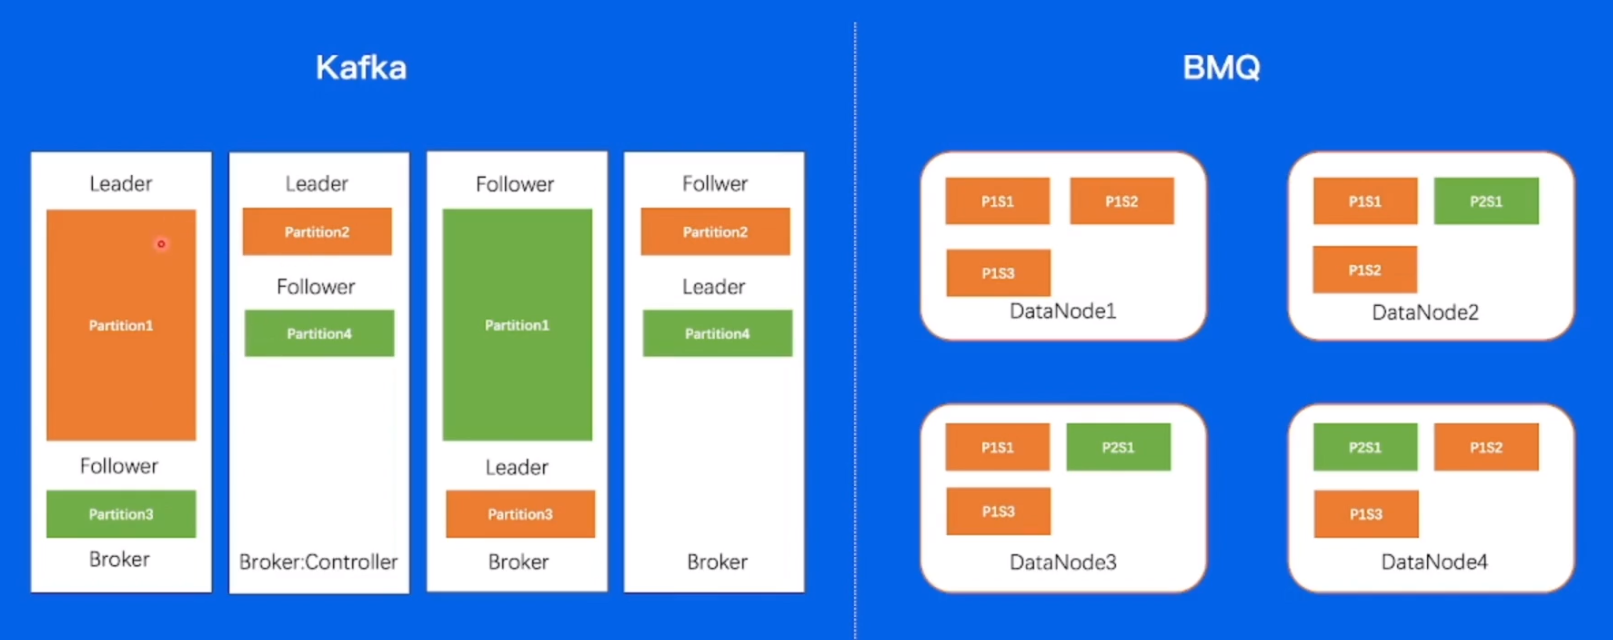 Kafka
Leader
Partition1
Follower
Partition3
Broker
Leader
Partition2
Follower
Partition4
Broker:Controller
Follower
Partition1
Leader
Partition3
Broker
Follwer
Partition2
Leader
Partition4
Broker
BMQ
P1S1 P1S2
P1S3
DataNode1
P1S1 P2S1
P1S2
DataNode2
P1S1 P2S1
P1S3
DataNode3
P2S1 P1S2
P1S3
DataNode4